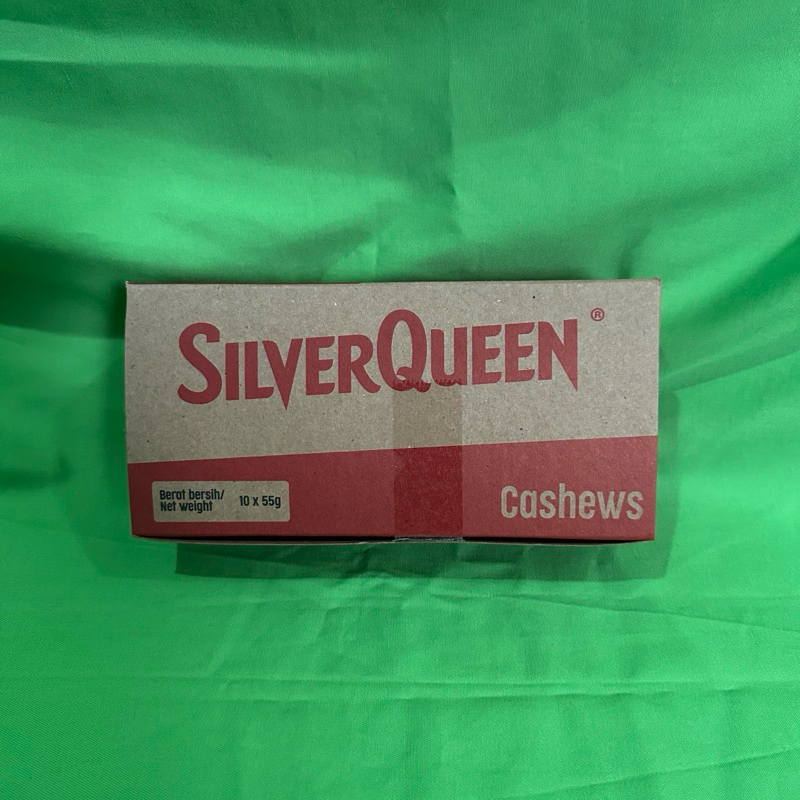 SILVERQUEEN ®
Berat bersih/
Net weight
10 x 55g
Cashews